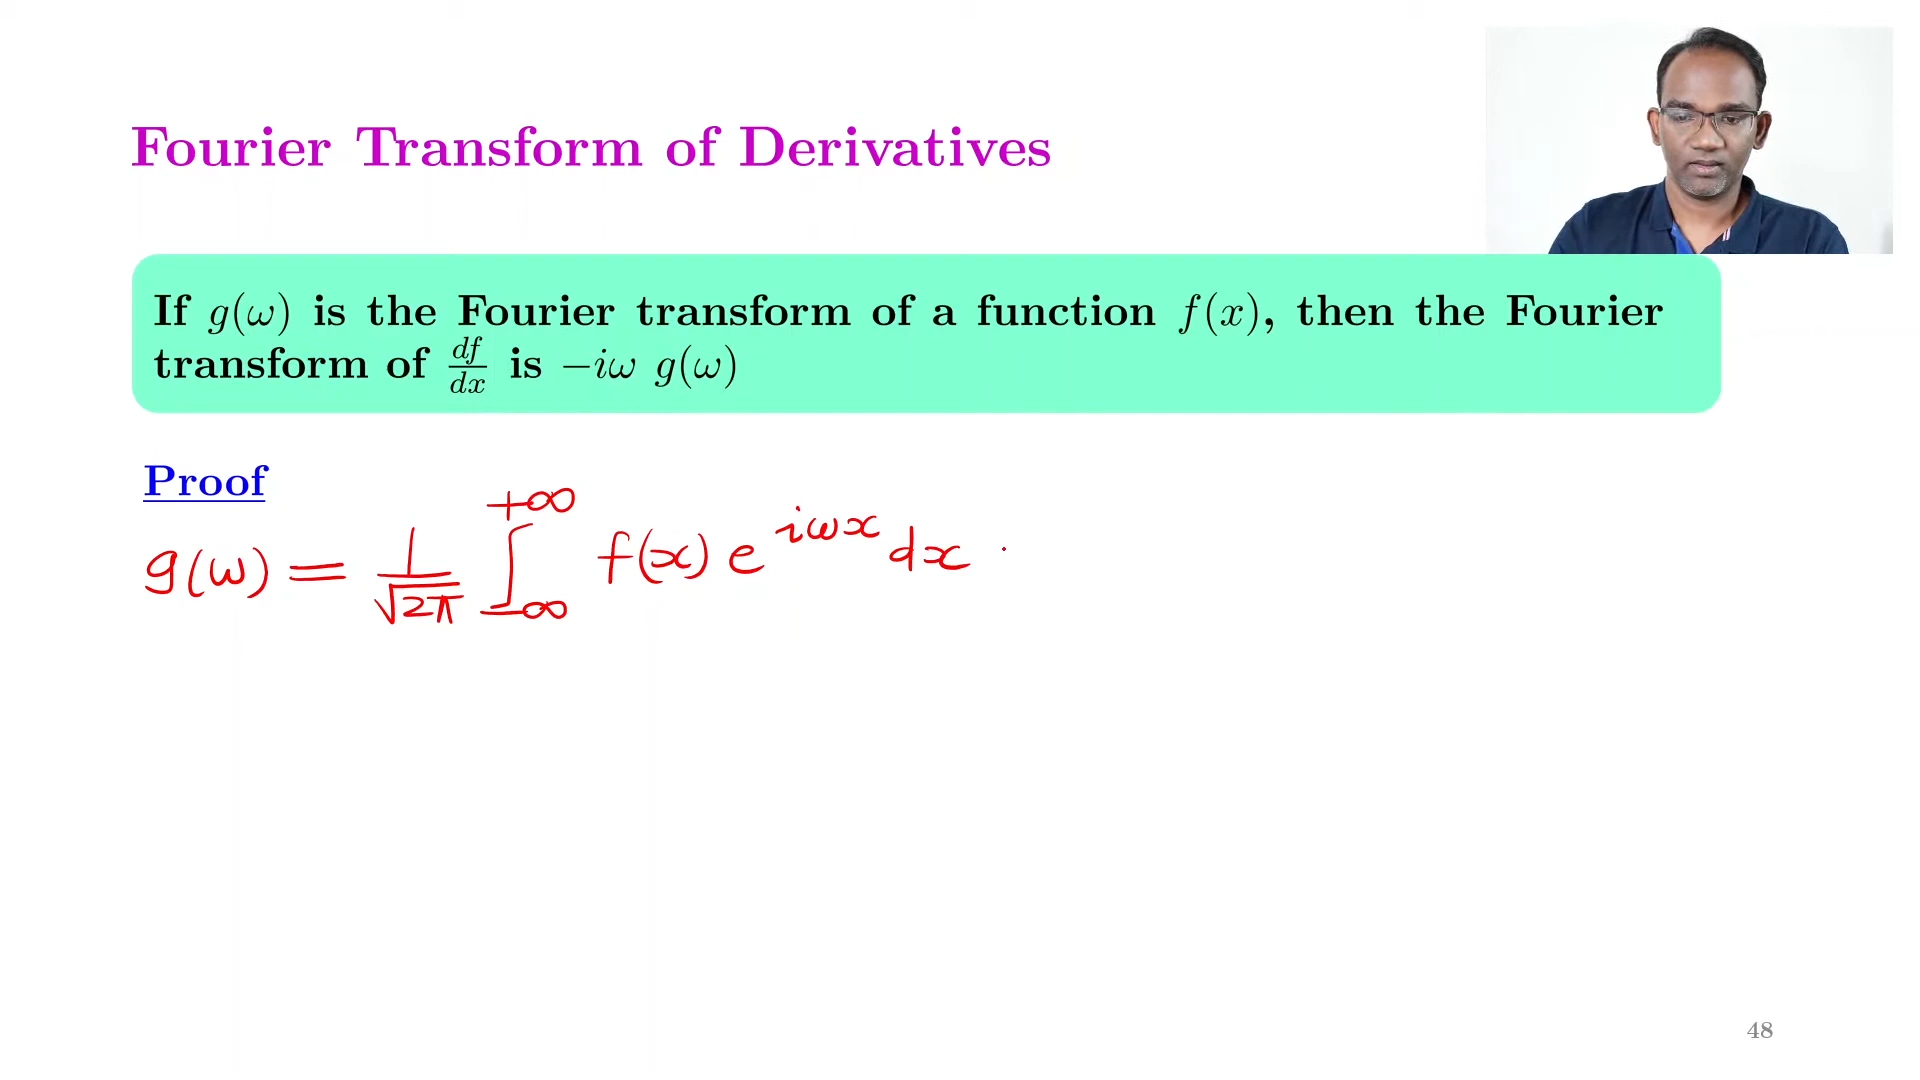 Fourier Transform of Derivatives
If g(ω) is the Fourier transform of a function f(x), then the Fourier
transform of df/dx is −iω g(ω)
Proof
g(ω) = 1/√2π ∫_{−∞}^{+∞} f(x) e^{iωx} dx
48